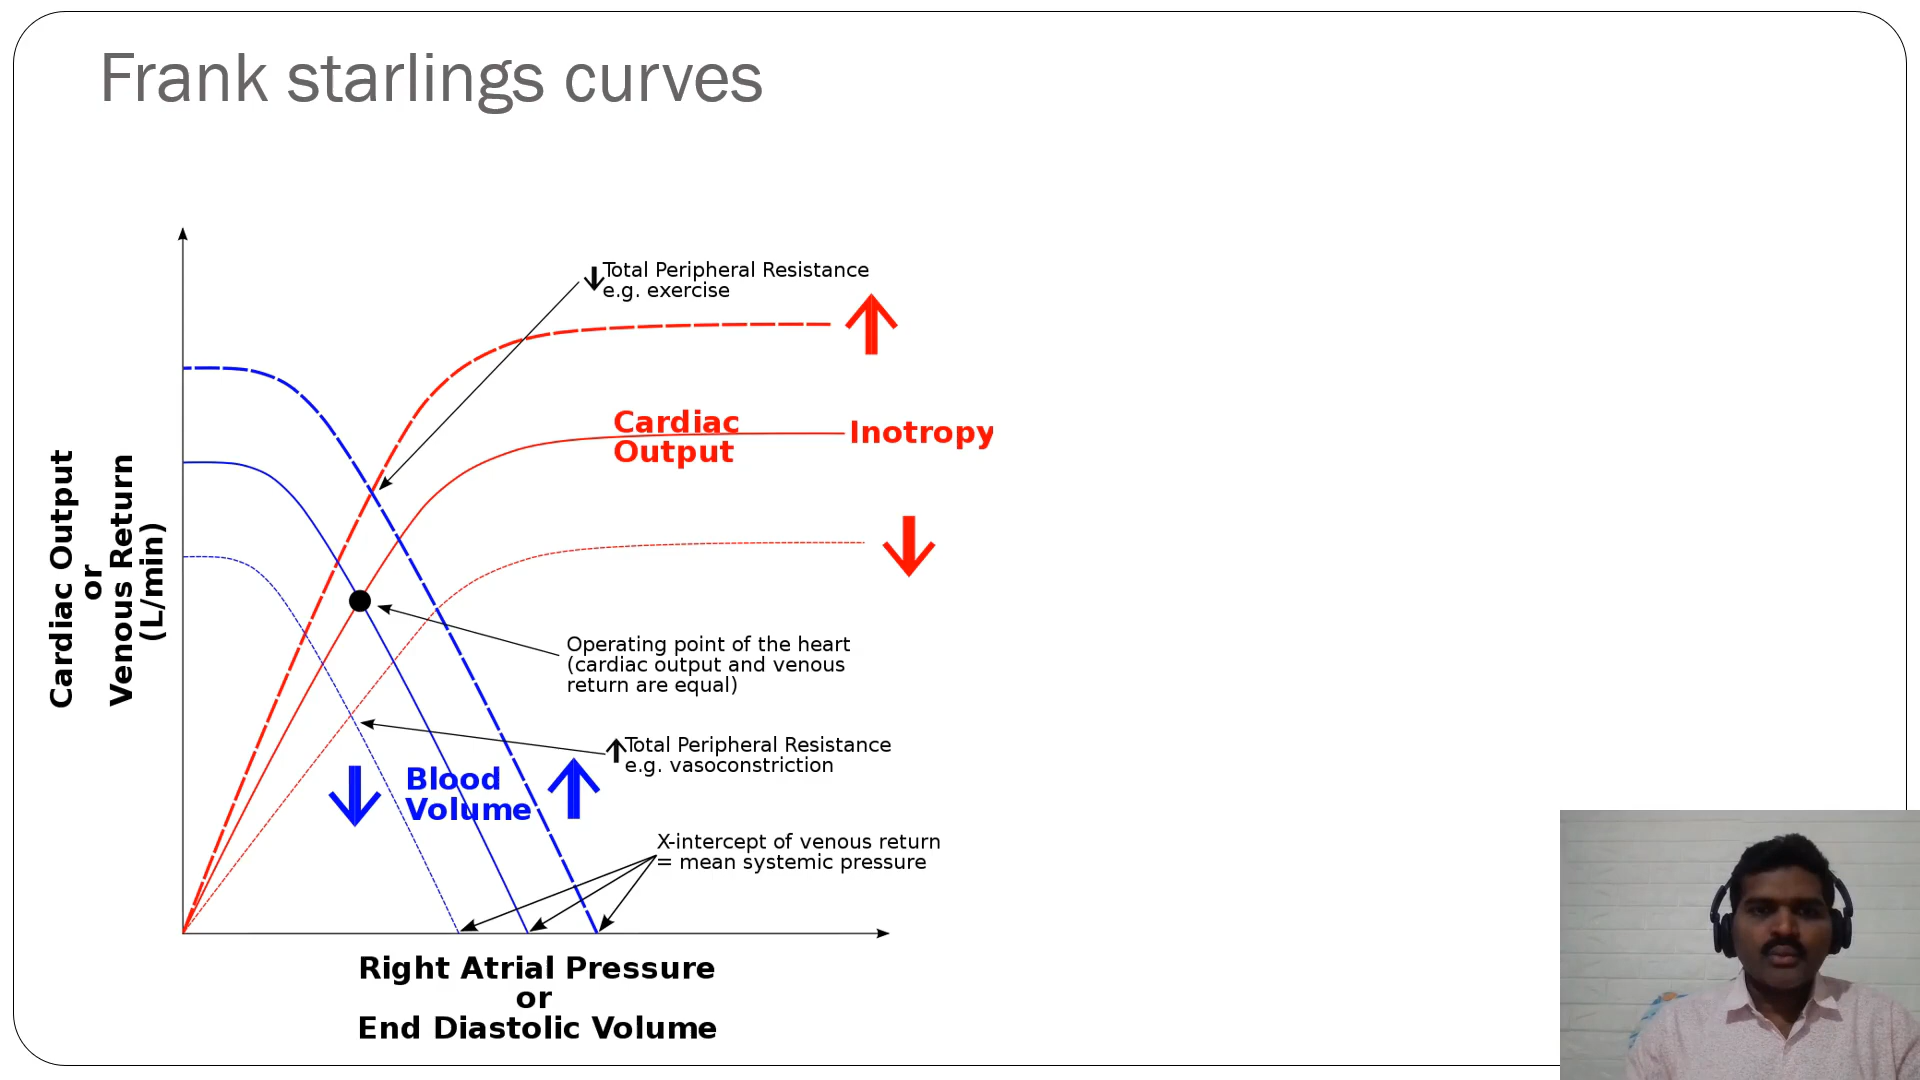 Frank starlings curves
Total Peripheral Resistance
e.g. exercise
Cardiac
Output
Inotropy
Cardiac Output
or
Venous Return
(L/min)
Operating point of the heart
(cardiac output and venous
return are equal)
Total Peripheral Resistance
e.g. vasoconstriction
Blood
Volume
X-intercept of venous return
= mean systemic pressure
Right Atrial Pressure
or
End Diastolic Volume